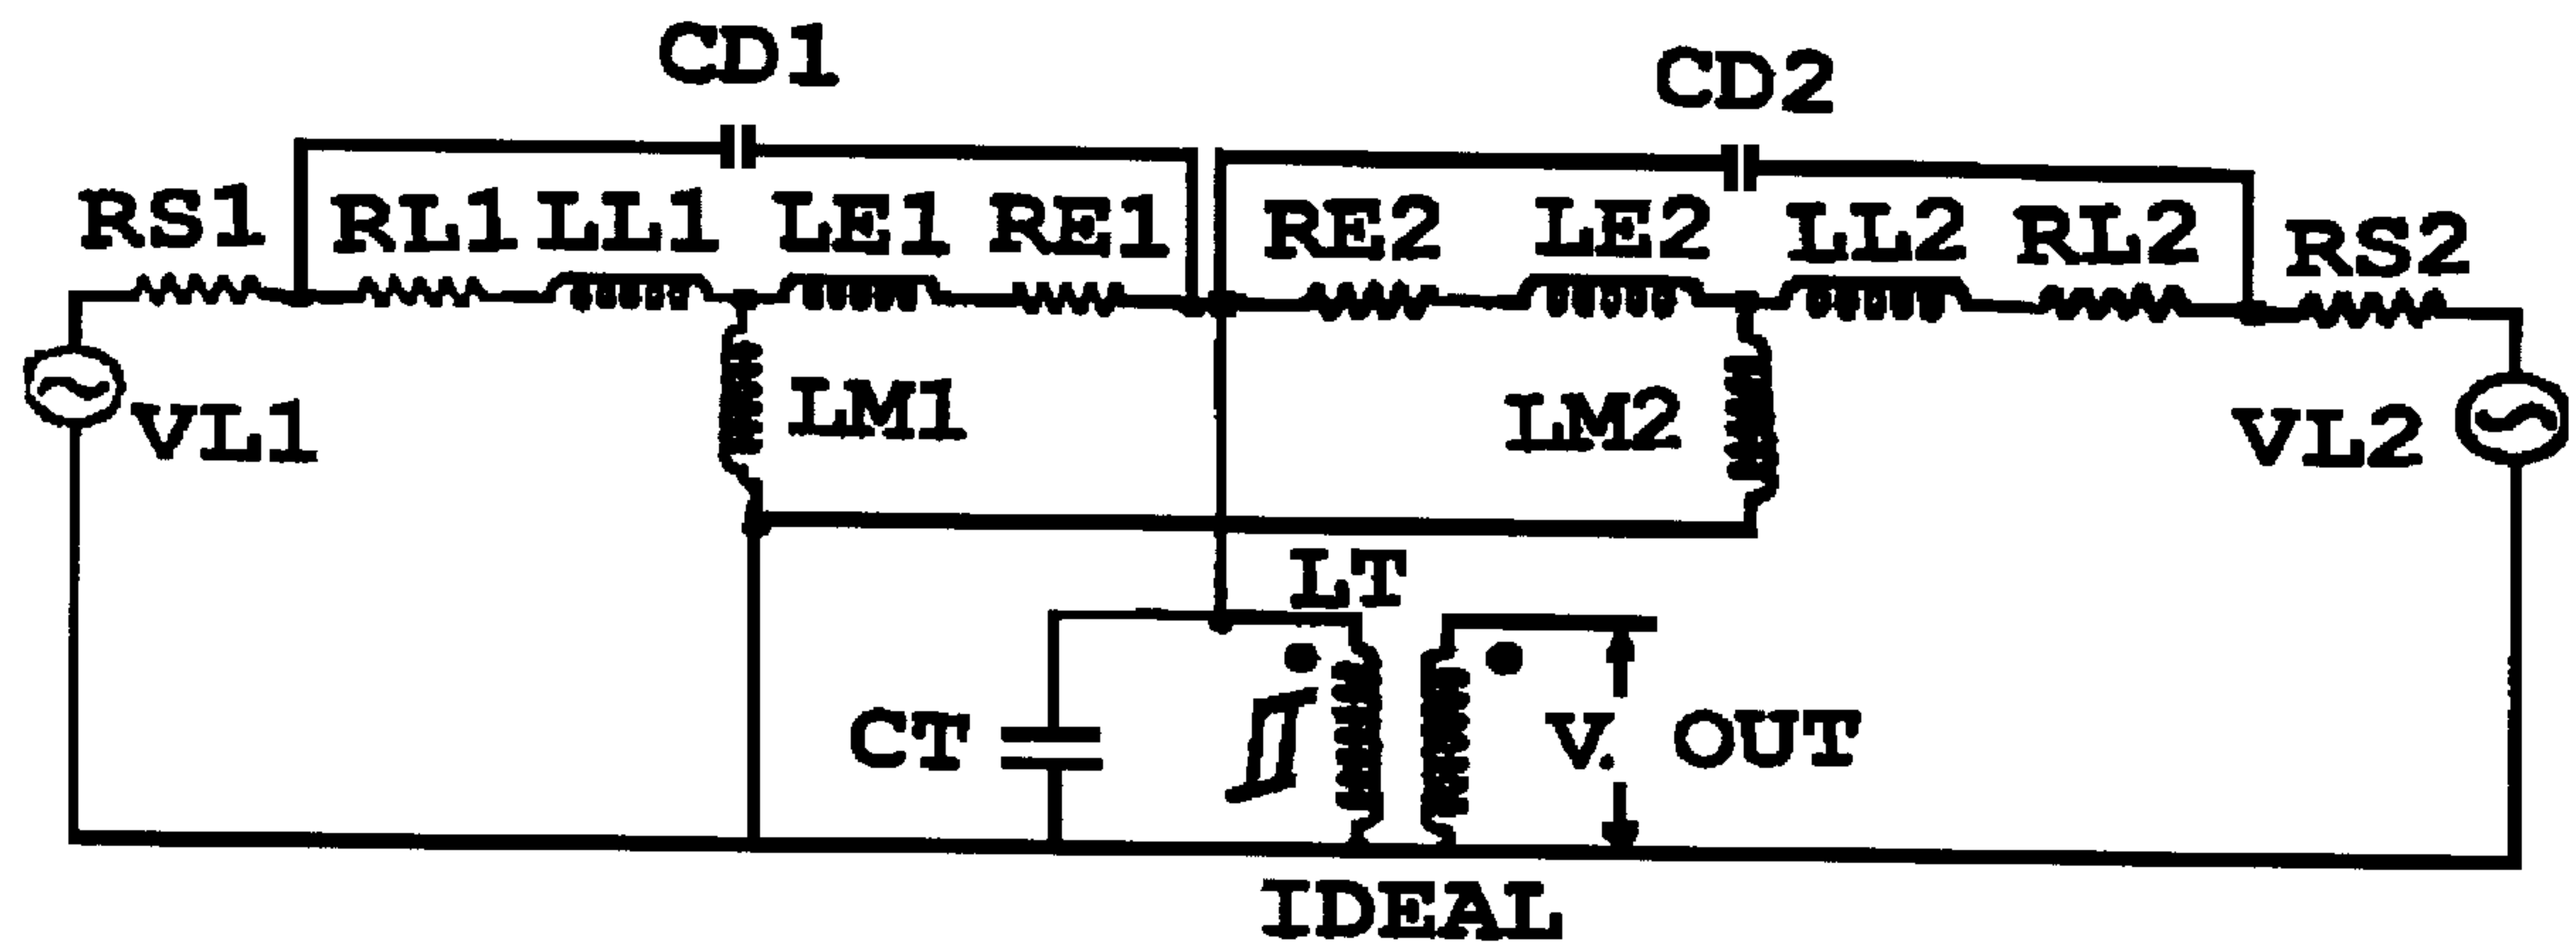 CD1
CD2
RS1 RL1 LL1 LE1 RE1 RE2 LE2 LL2 RL2 RS2
VL1 LM1 LM2 VL2
LT
CT V. OUT
IDEAL